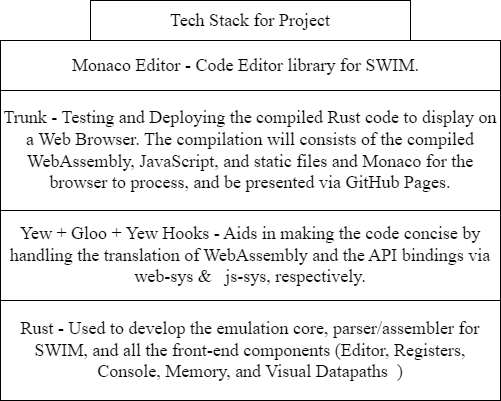 Tech Stack for Project
Monaco Editor - Code Editor library for SWIM.
Trunk - Testing and Deploying the compiled Rust code to display on
a Web Browser. The compilation will consists of the compiled
WebAssembly, JavaScript, and static files and Monaco for the
browser to process, and be presented via GitHub Pages.
Yew + Gloo + Yew Hooks - Aids in making the code concise by
handling the translation of WebAssembly and the API bindings via
web-sys & js-sys, respectively.
Rust - Used to develop the emulation core, parser/assembler for
SWIM, and all the front-end components (Editor, Registers,
Console, Memory, and Visual Datapaths )